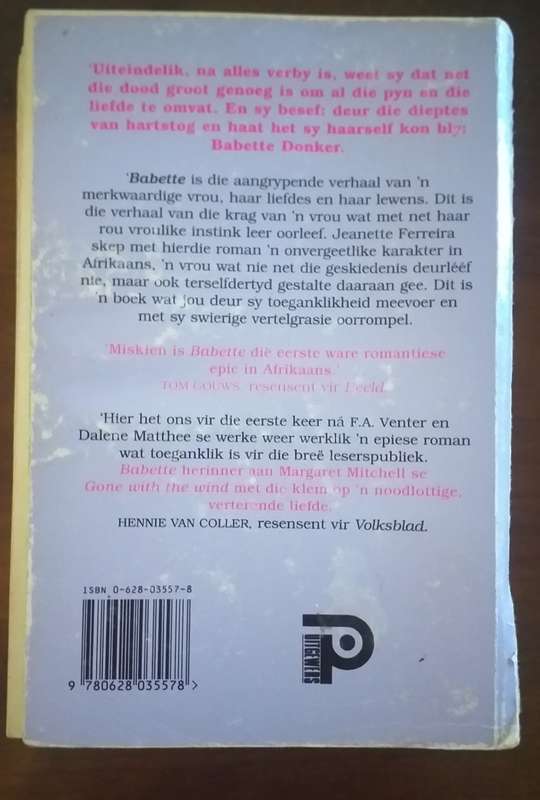 'Uiteindelik, na alles verby is, weet sy dat net
die dood groot genoeg is om al die pyn en die
liefde te omvat. En sy besef: deur die dieptes
van hartstog en haat het sy haarself kon bly:
Babette Donker.
'Babette is die aangrypende verhaal van 'n
merkwaardige vrou, haar liefdes en haar lewens. Dit is
die verhaal van die krag van 'n vrou wat met net haar
rou vroulike instink leer oorleef. Jeanette Ferreira
skep met hierdie roman 'n onvergeetlike karakter in
Afrikaans, 'n vrou wat nie net die geskiedenis deurlééf
nie, maar ook terselfdertyd gestalte daaraan gee. Dit is
'n boek wat jou deur sy toeganklikheid meevoer en
met sy swierige vertelgrasie oorrompel.
'Miskien is Babette dié eerste ware romantiese
epic in Afrikaans.'
TOM GOUWS, resensent vir Beeld.
'Hier het ons vir die eerste keer ná F.A. Venter en
Dalene Matthee se werke weer werklik 'n epiese roman
wat toeganklik is vir die breë leserspubliek.
Babette herinner aan Margaret Mitchell se
Gone with the wind met die klem op 'n noodlottige,
verterende liefde.
HENNIE VAN COLLER, resensent vir Volksblad.
ISBN 0-628-03557-8
9 780628 035578 >
UITGEWERS